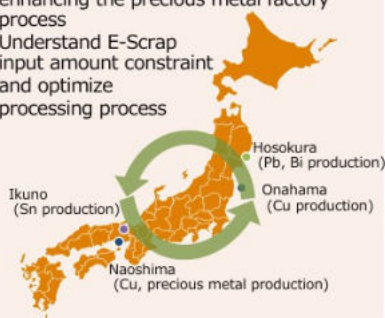 enhancing the precious metal factory
process
Understand E-Scrap
input amount constraint
and optimize
processing process
Hosokura
(Pb, Bi production)
Onahama
(Cu production)
Ikuno
(Sn production)
Naoshima
(Cu, precious metal production)